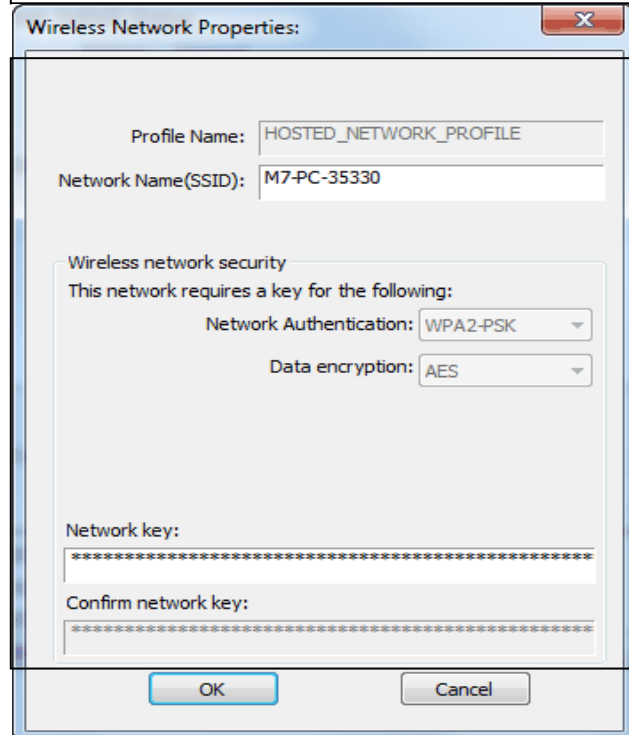 Wireless Network Properties:
Profile Name: HOSTED_NETWORK_PROFILE
Network Name(SSID): M7-PC-35330
Wireless network security
This network requires a key for the following:
Network Authentication: WPA2-PSK
Data encryption: AES
Network key:
**************************************************
Confirm network key:
**************************************************
OK Cancel